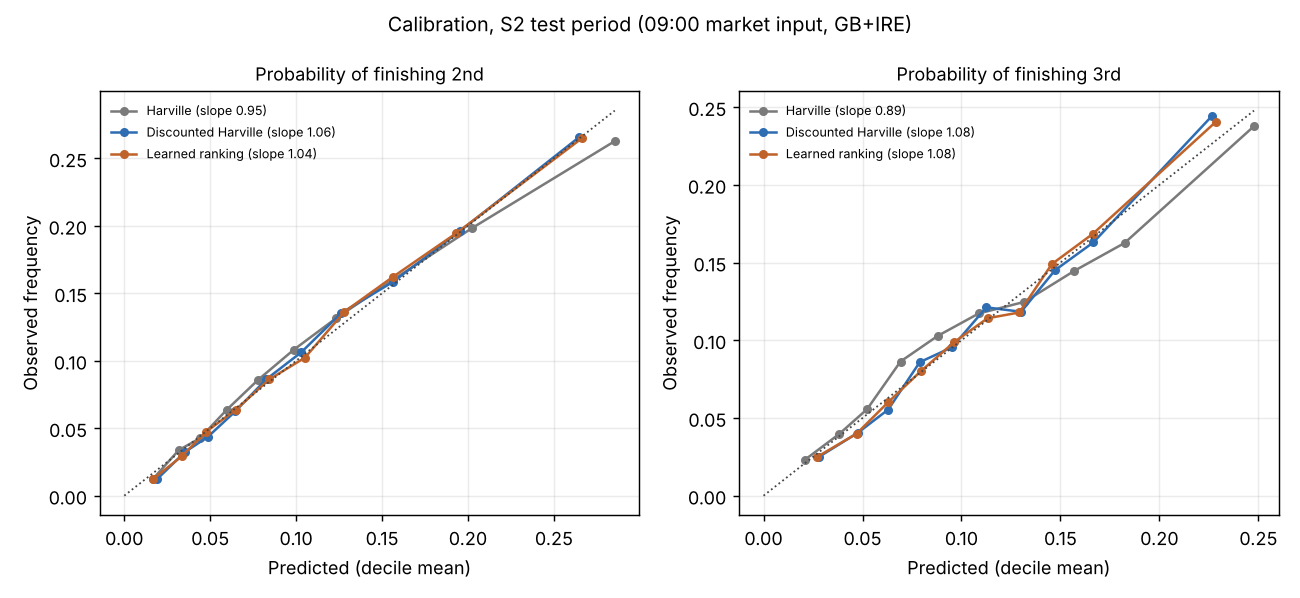 Calibration, S2 test period (09:00 market input, GB+IRE)
Probability of finishing 2nd
Harville (slope 0.95)
Discounted Harville (slope 1.06)
Learned ranking (slope 1.04)
Observed frequency
0.25
0.20
0.15
0.10
0.05
0.00
0.00 0.05 0.10 0.15 0.20 0.25
Predicted (decile mean)
Probability of finishing 3rd
Harville (slope 0.89)
Discounted Harville (slope 1.08)
Learned ranking (slope 1.08)
Observed frequency
0.25
0.20
0.15
0.10
0.05
0.00
0.00 0.05 0.10 0.15 0.20 0.25
Predicted (decile mean)